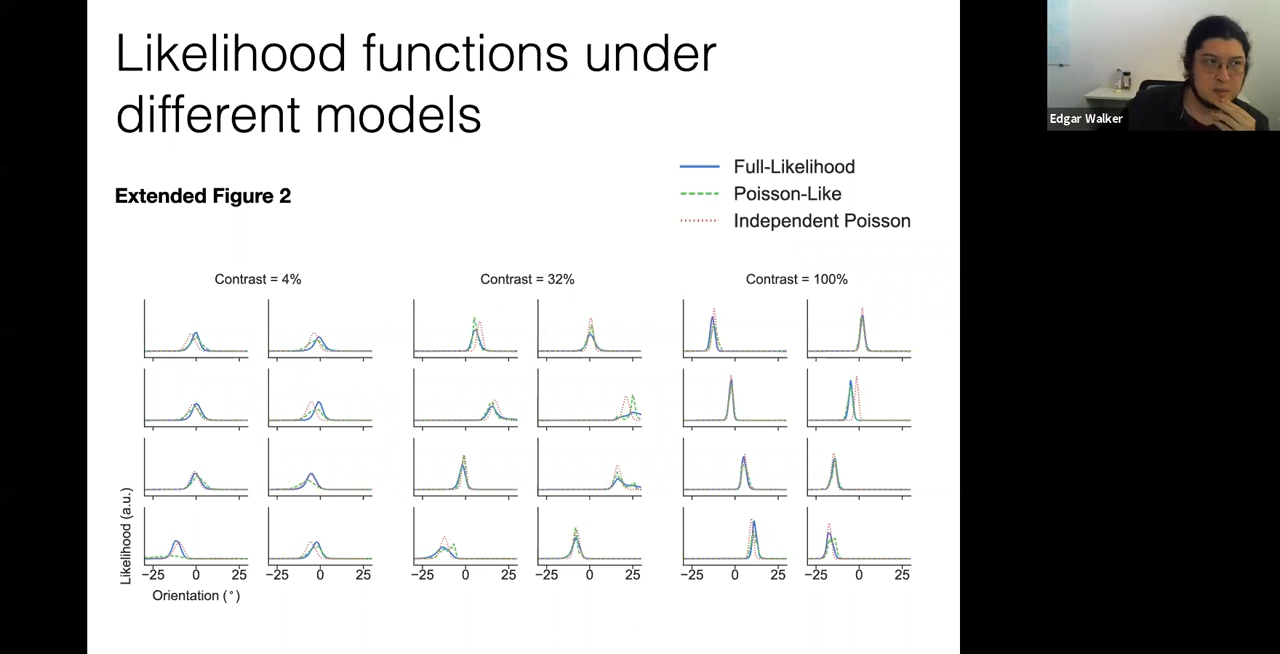 Likelihood functions under
different models
Edgar Walker
Full-Likelihood
Poisson-Like
Independent Poisson
Extended Figure 2
Contrast = 4%
Contrast = 32%
Contrast = 100%
Likelihood (a.u.)
−25 0 25 −25 0 25 −25 0 25 −25 0 25 −25 0 25 −25 0 25
Orientation (°)